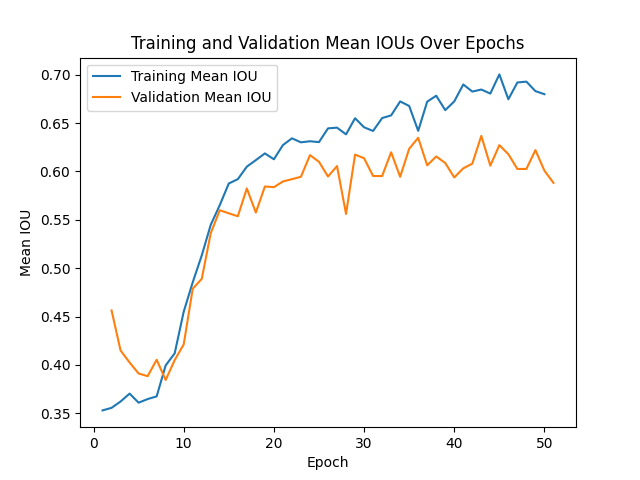 Training and Validation Mean IOUs Over Epochs
Training Mean IOU
Validation Mean IOU
0.70
0.65
0.60
0.55
0.50
0.45
0.40
0.35
Mean IOU
0 10 20 30 40 50
Epoch